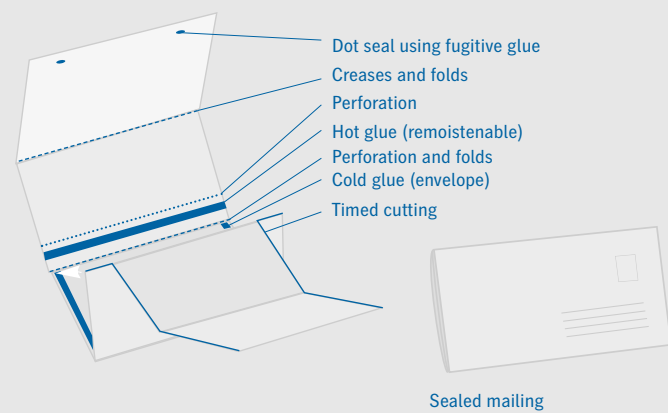 Dot seal using fugitive glue
Creases and folds
Perforation
Hot glue (remoistenable)
Perforation and folds
Cold glue (envelope)
Timed cutting
Sealed mailing